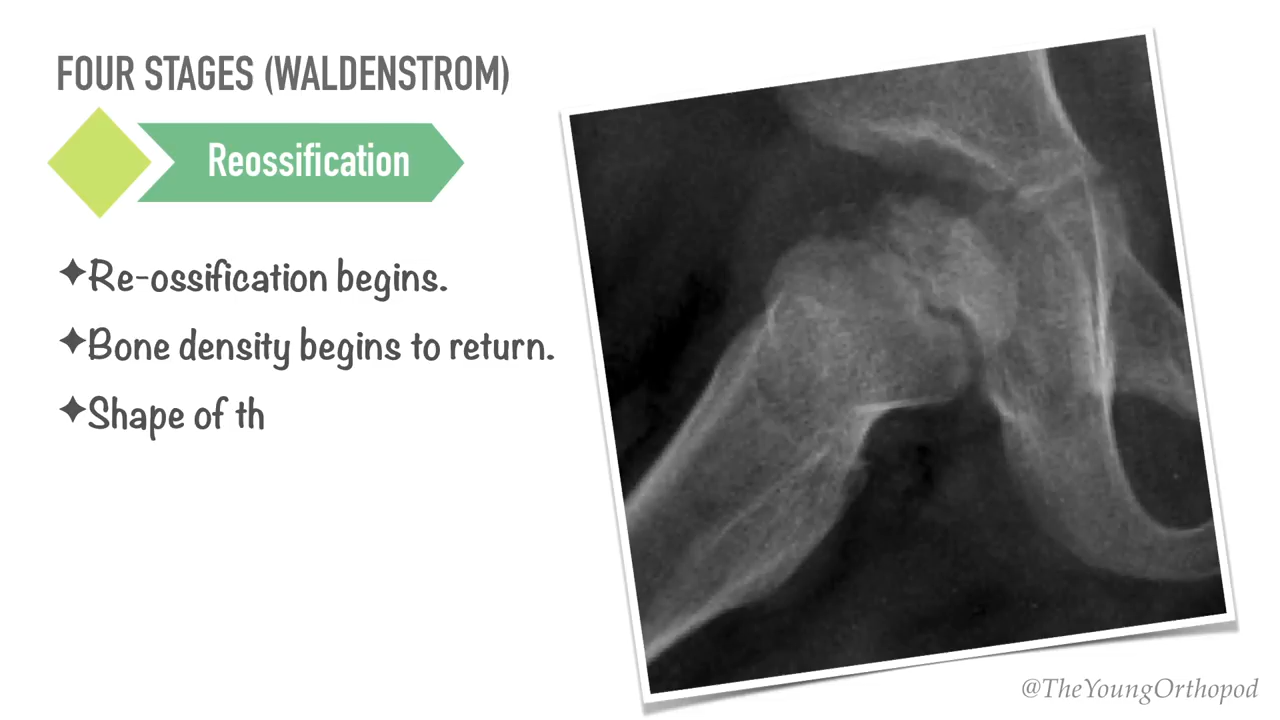 FOUR STAGES (WALDENSTROM)
Reossification
Re-ossification begins.
Bone density begins to return.
Shape of th
@TheYoungOrthopod